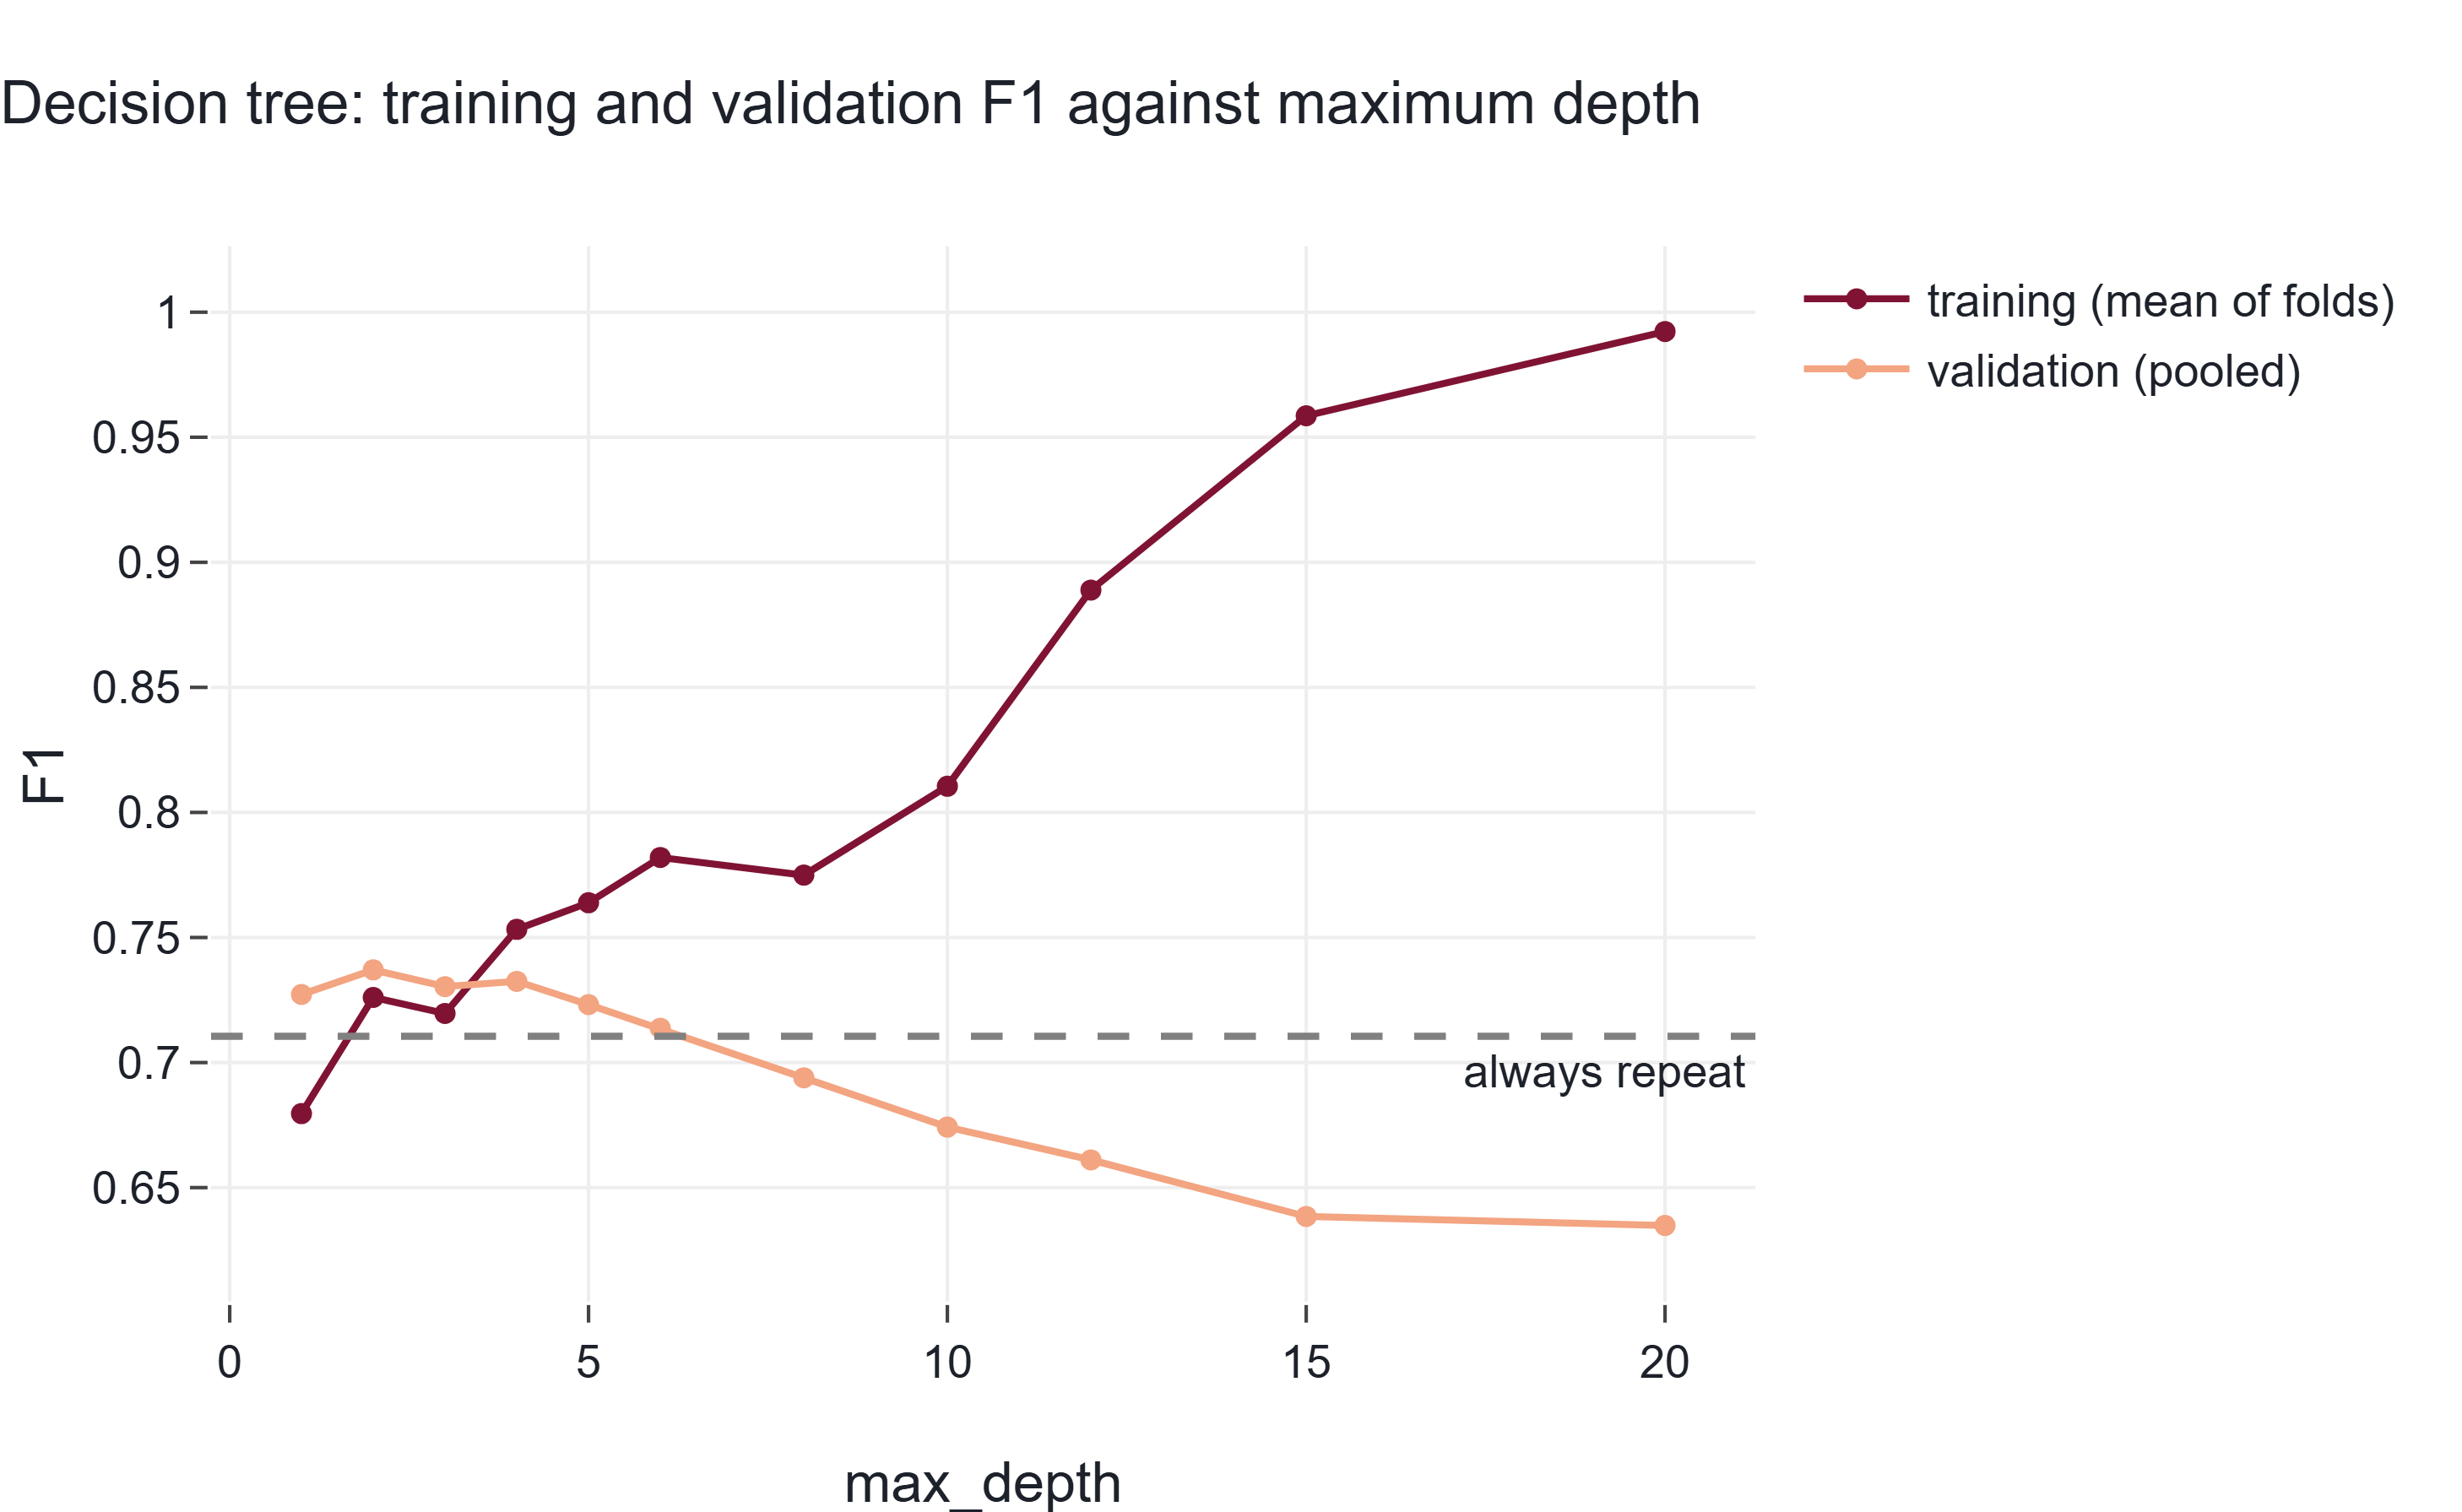 Decision tree: training and validation F1 against maximum depth
training (mean of folds)
validation (pooled)
1
0.95
0.9
0.85
0.8
0.75
0.7
0.65
F1
always repeat
0
5
10
15
20
max_depth